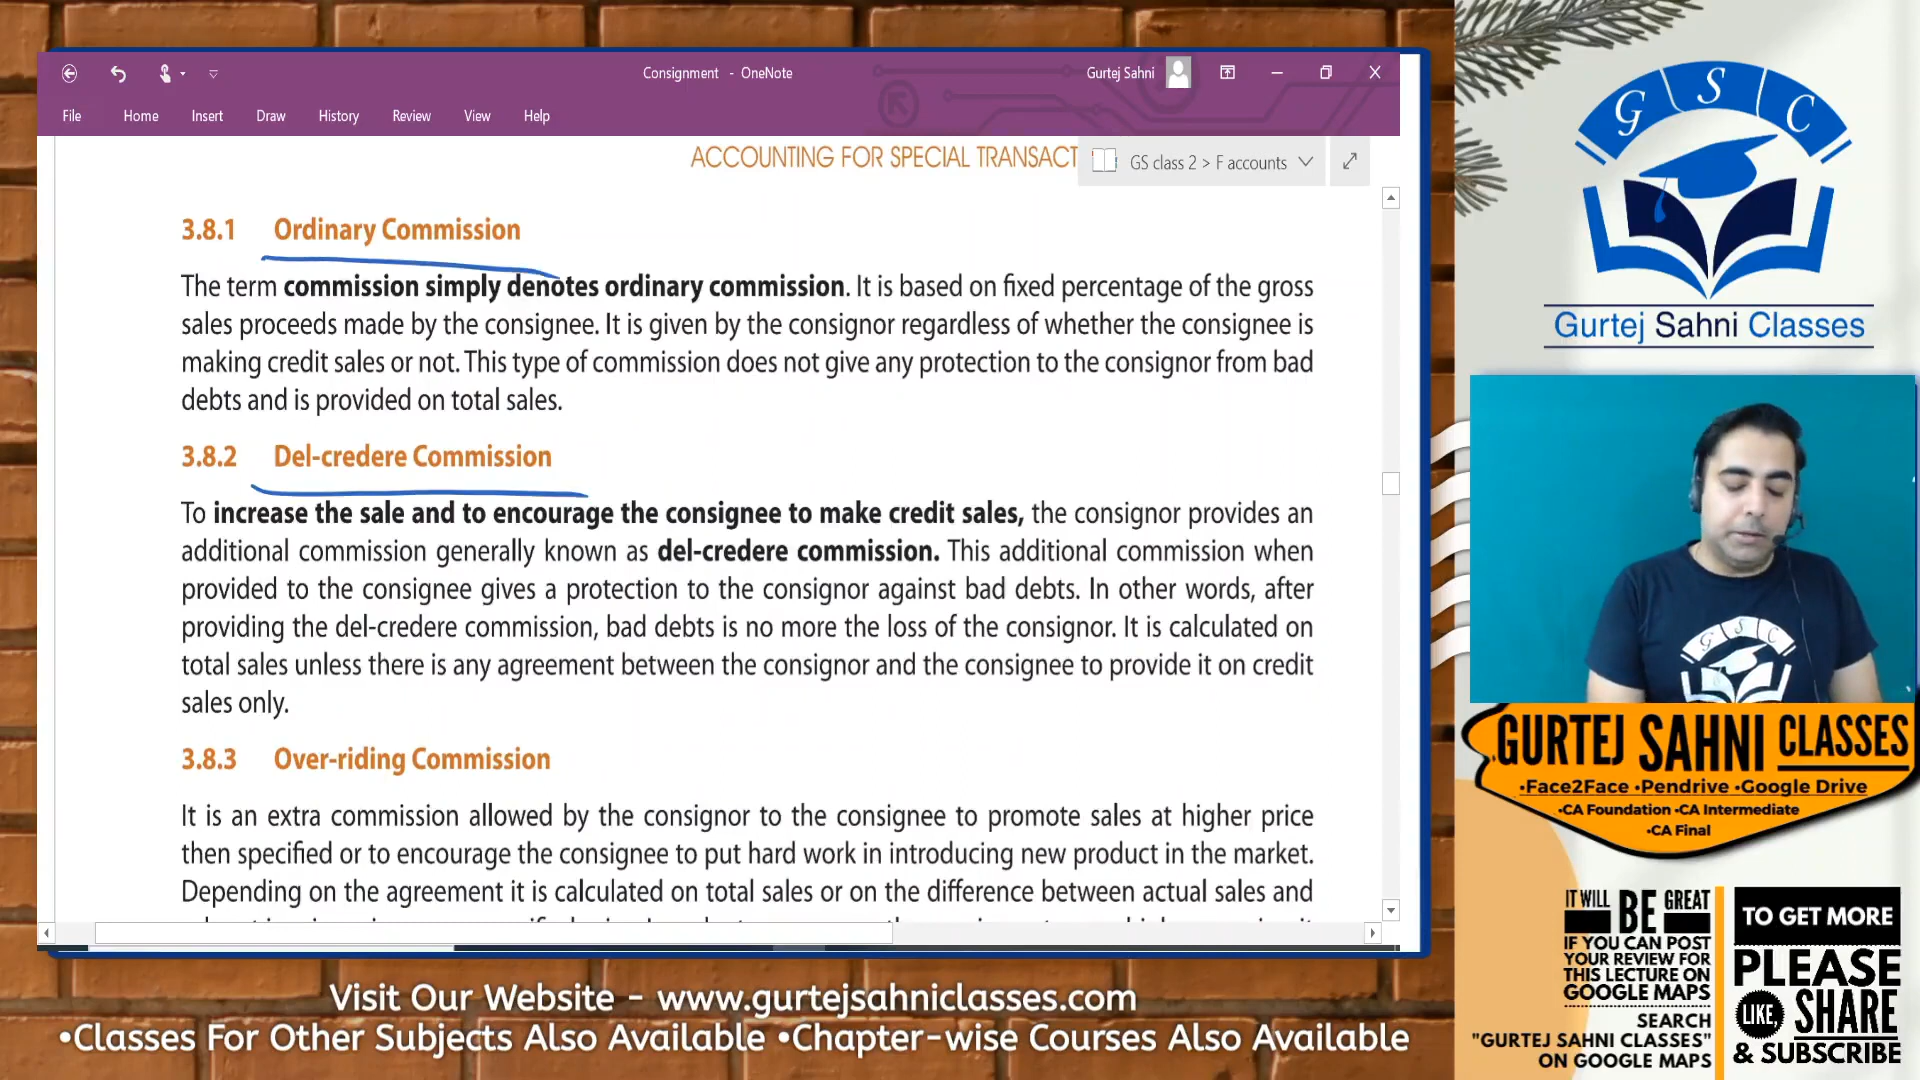 Consignment - OneNote
Gurtej Sahni
File Home Insert Draw History Review View Help
ACCOUNTING FOR SPECIAL TRANSACT
GS class 2 > F accounts
3.8.1 Ordinary Commission
The term commission simply denotes ordinary commission. It is based on fixed percentage of the gross
sales proceeds made by the consignee. It is given by the consignor regardless of whether the consignee is
making credit sales or not. This type of commission does not give any protection to the consignor from bad
debts and is provided on total sales.
3.8.2 Del-credere Commission
To increase the sale and to encourage the consignee to make credit sales, the consignor provides an
additional commission generally known as del-credere commission. This additional commission when
provided to the consignee gives a protection to the consignor against bad debts. In other words, after
providing the del-credere commission, bad debts is no more the loss of the consignor. It is calculated on
total sales unless there is any agreement between the consignor and the consignee to provide it on credit
sales only.
3.8.3 Over-riding Commission
It is an extra commission allowed by the consignor to the consignee to promote sales at higher price
then specified or to encourage the consignee to put hard work in introducing new product in the market.
Depending on the agreement it is calculated on total sales or on the difference between actual sales and
G S C
Gurtej Sahni Classes
G S C
GURTEJ SAHNI CLASSES
•Face2Face •Pendrive •Google Drive
•CA Foundation •CA Intermediate
•CA Final
IT WILL BE GREAT
IF YOU CAN POST
YOUR REVIEW FOR
THIS LECTURE ON
GOOGLE MAPS
SEARCH
"GURTEJ SAHNI CLASSES"
ON GOOGLE MAPS
TO GET MORE
PLEASE
LIKE, SHARE
& SUBSCRIBE
Visit Our Website - www.gurtejsahniclasses.com
•Classes For Other Subjects Also Available •Chapter-wise Courses Also Available